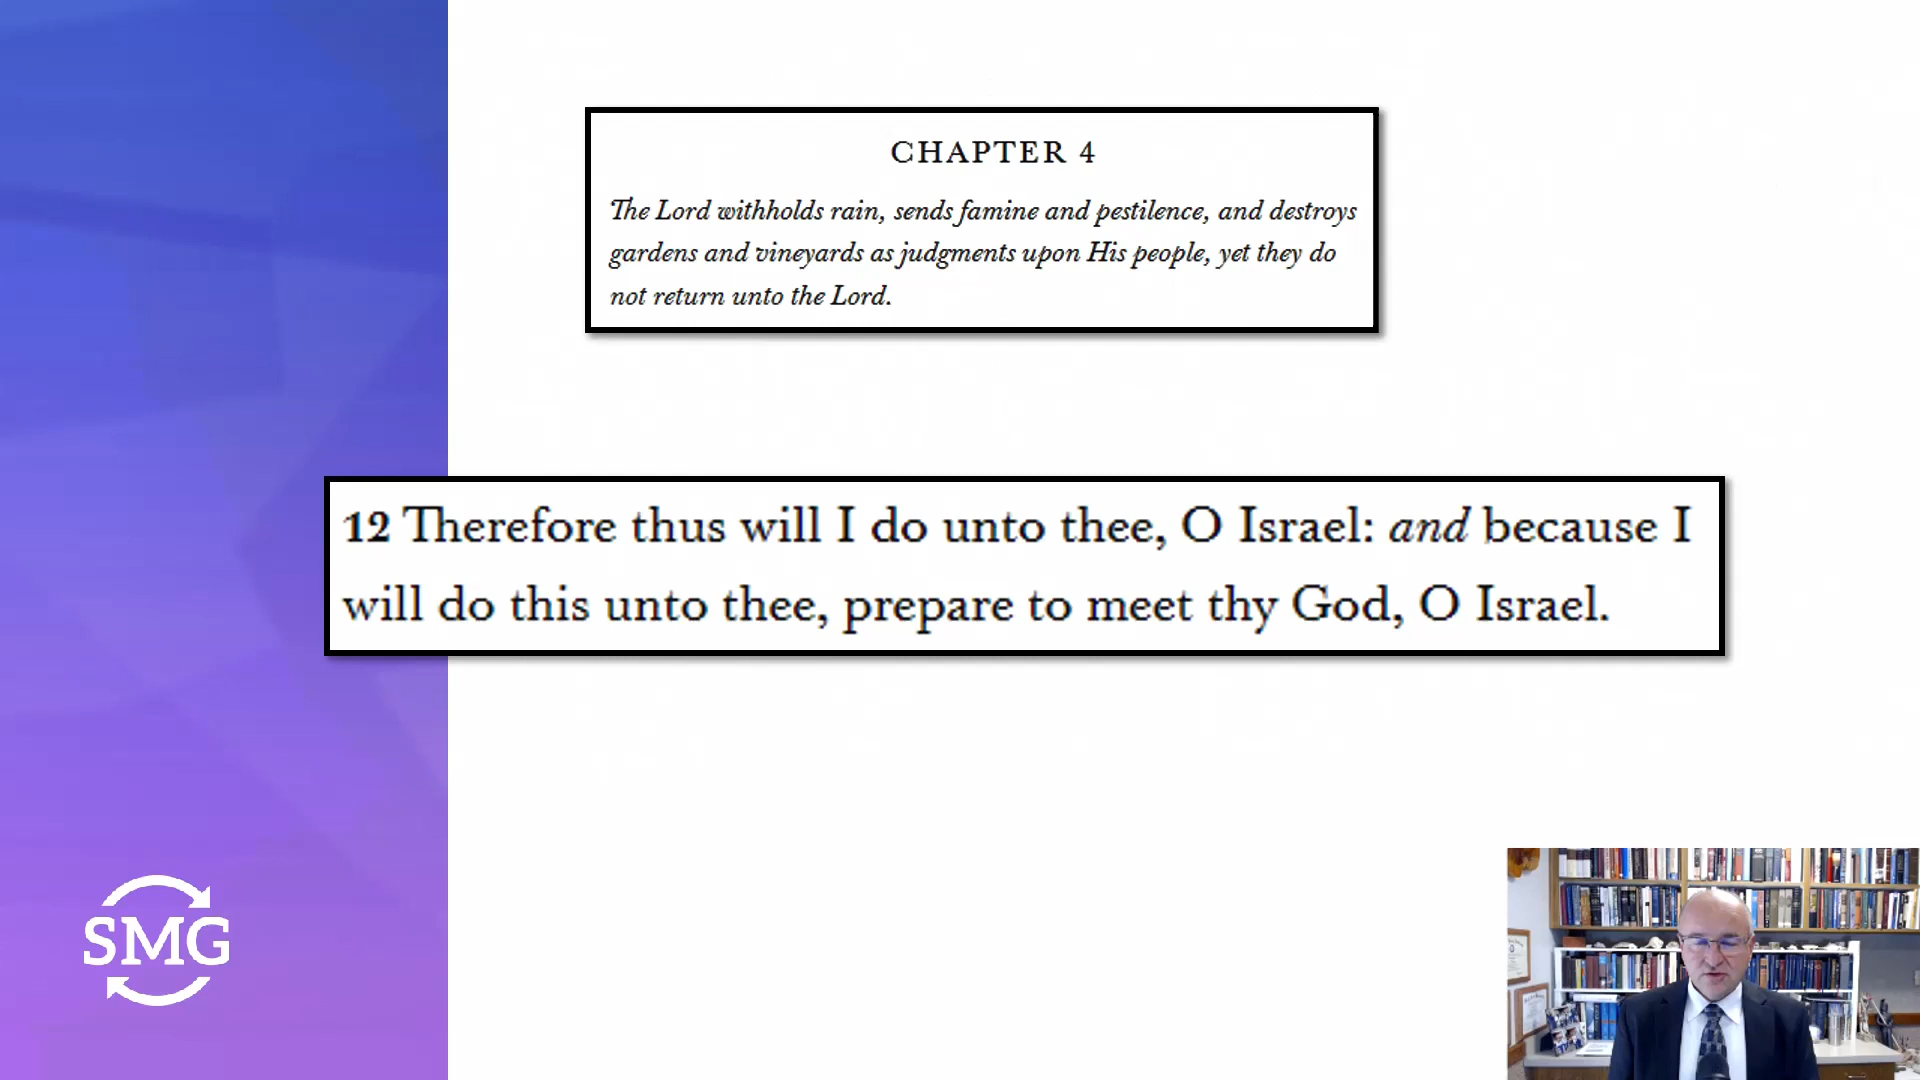 CHAPTER 4
The Lord withholds rain, sends famine and pestilence, and destroys
gardens and vineyards as judgments upon His people, yet they do
not return unto the Lord.
12 Therefore thus will I do unto thee, O Israel: and because I
will do this unto thee, prepare to meet thy God, O Israel.
SMG